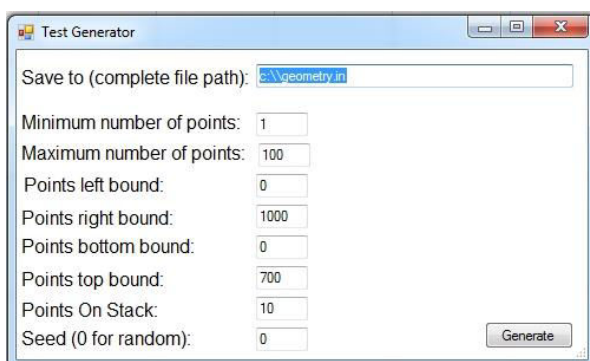 Test Generator
Save to (complete file path): c:\\geometry.in
Minimum number of points: 1
Maximum number of points: 100
Points left bound: 0
Points right bound: 1000
Points bottom bound: 0
Points top bound: 700
Points On Stack: 10
Seed (0 for random): 0
Generate